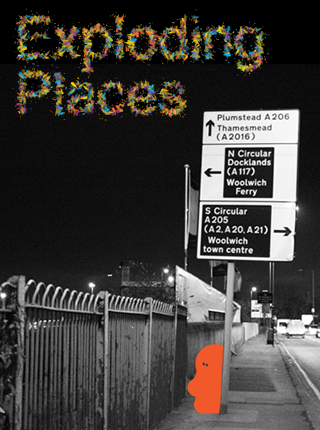 Exploding
Places
Plumstead A206
Thamesmead
(A2016)
N Circular
Docklands
(A117)
Woolwich
Ferry
S Circular
A205
(A2, A20, A21)
Woolwich
town centre